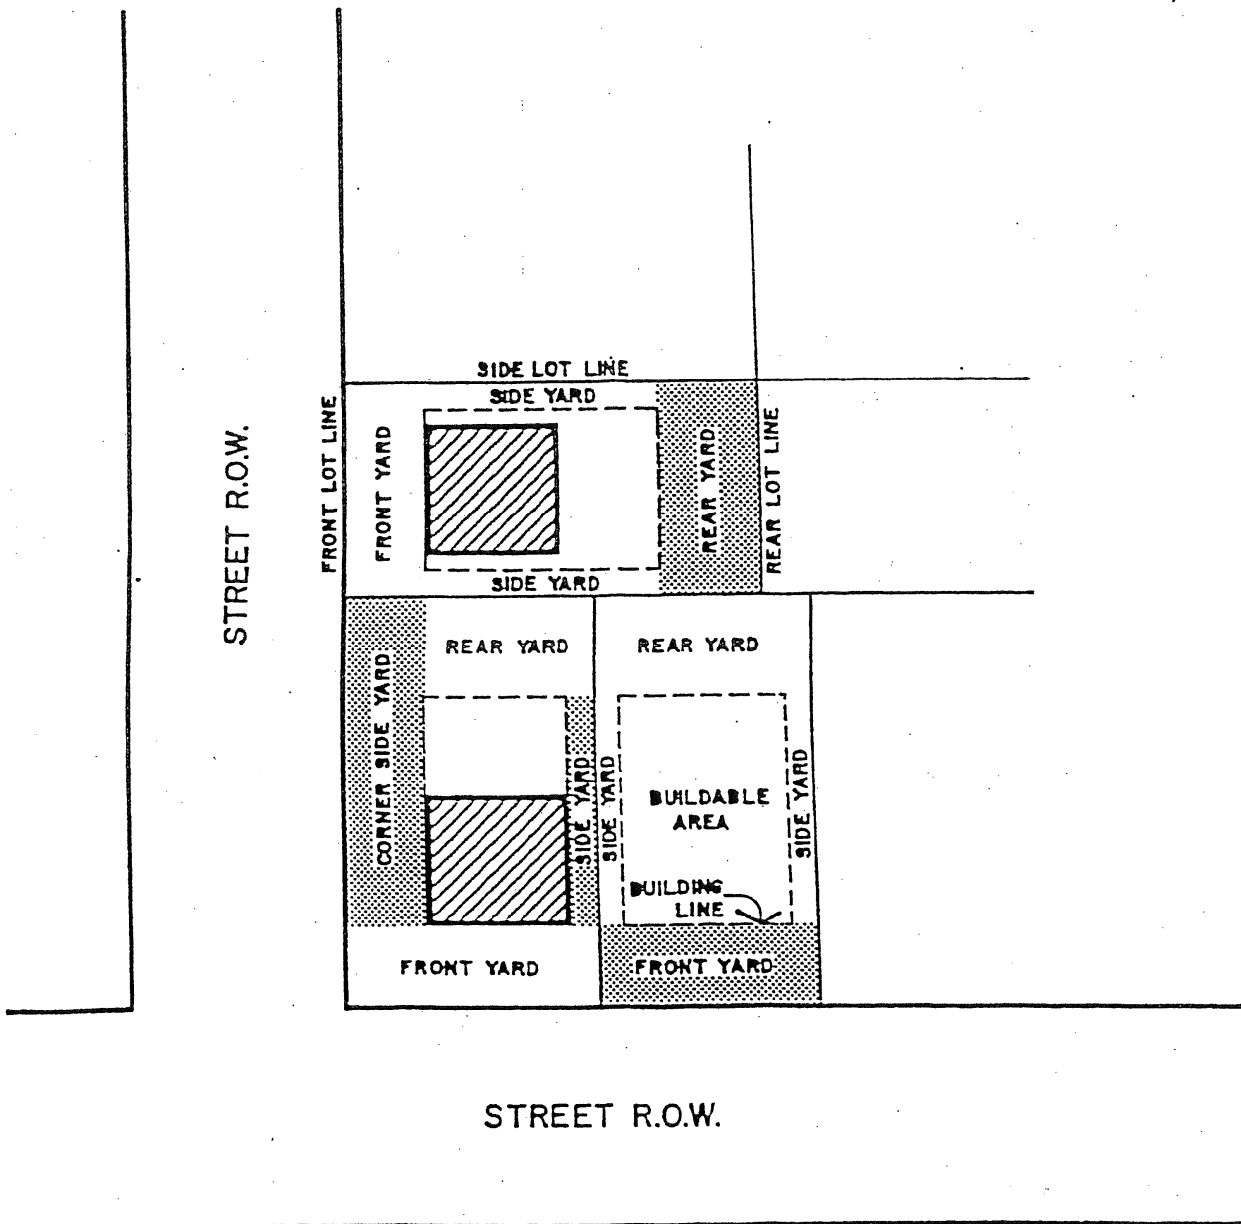 SIDE LOT LINE
SIDE YARD
FRONT LOT LINE
FRONT YARD
REAR YARD
REAR LOT LINE
STREET R.O.W.
SIDE YARD
REAR YARD
REAR YARD
CORNER SIDE YARD
SIDE YARD
SIDE YARD
BUILDABLE
AREA
SIDE YARD
BUILDING
LINE
FRONT YARD
FRONT YARD
STREET R.O.W.